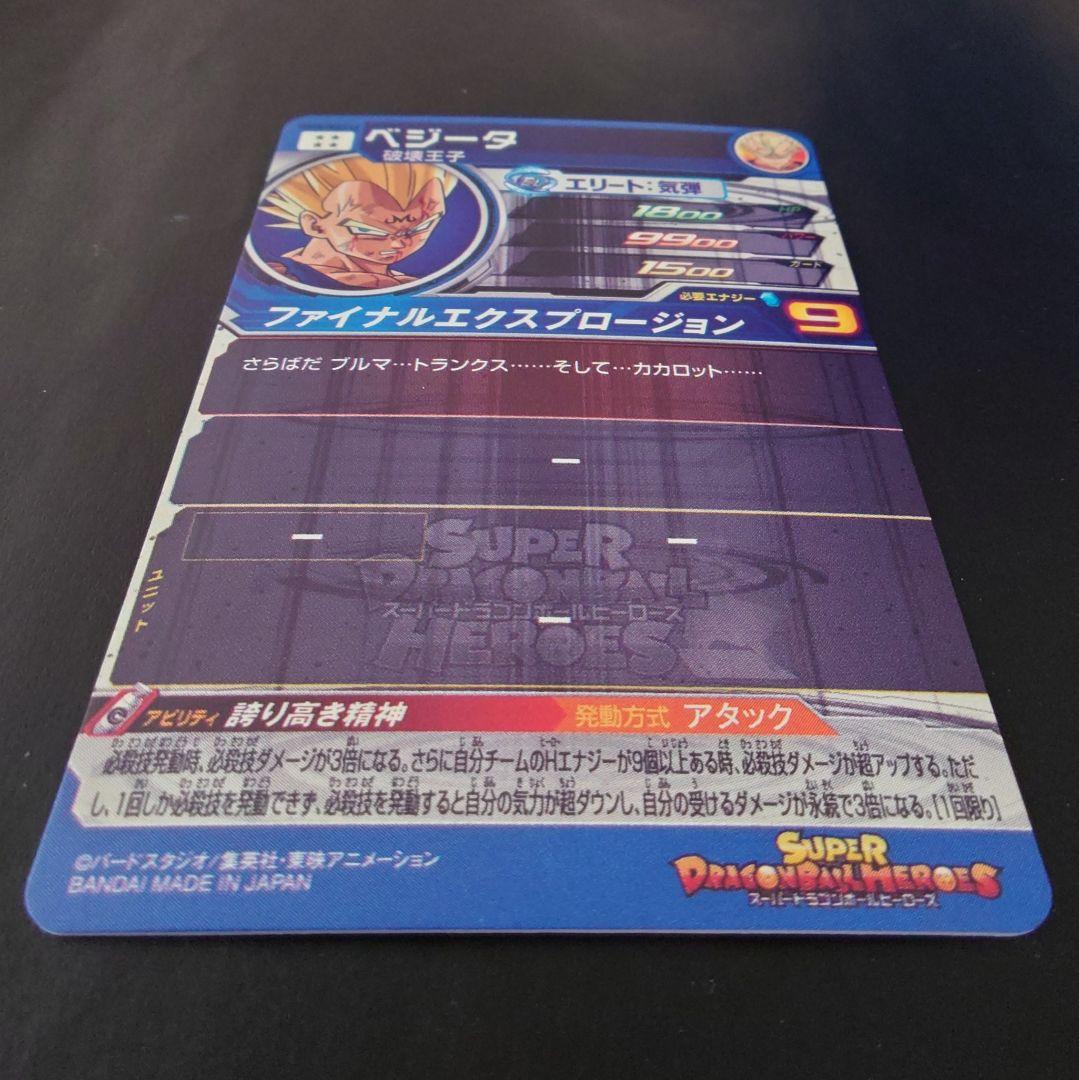 ベジータ
破壊王子
エリート:気弾
1800 HP
9900 パワー
1500 ガード
必要エナジー 9
ファイナルエクスプロージョン
さらばだ ブルマ…トランクス……そして…カカロット……
ー
ー ー
SUPER
DRAGONBALL
スーパードラゴンボールヒーローズ
ー
HEROES
ユニット
アビリティ 誇り高き精神 発動方式 アタック
必殺技発動時、必殺技ダメージが3倍になる。さらに自分チームのHエナジーが9個以上ある時、必殺技ダメージが超アップする。ただ
し、1回しか必殺技を発動できず、必殺技を発動すると自分の気力が超ダウンし、自分の受けるダメージが永続で3倍になる。[1回限り]
©バードスタジオ/集英社・東映アニメーション
BANDAI MADE IN JAPAN
SUPER
DRAGONBALL HEROES
スーパードラゴンボールヒーローズ